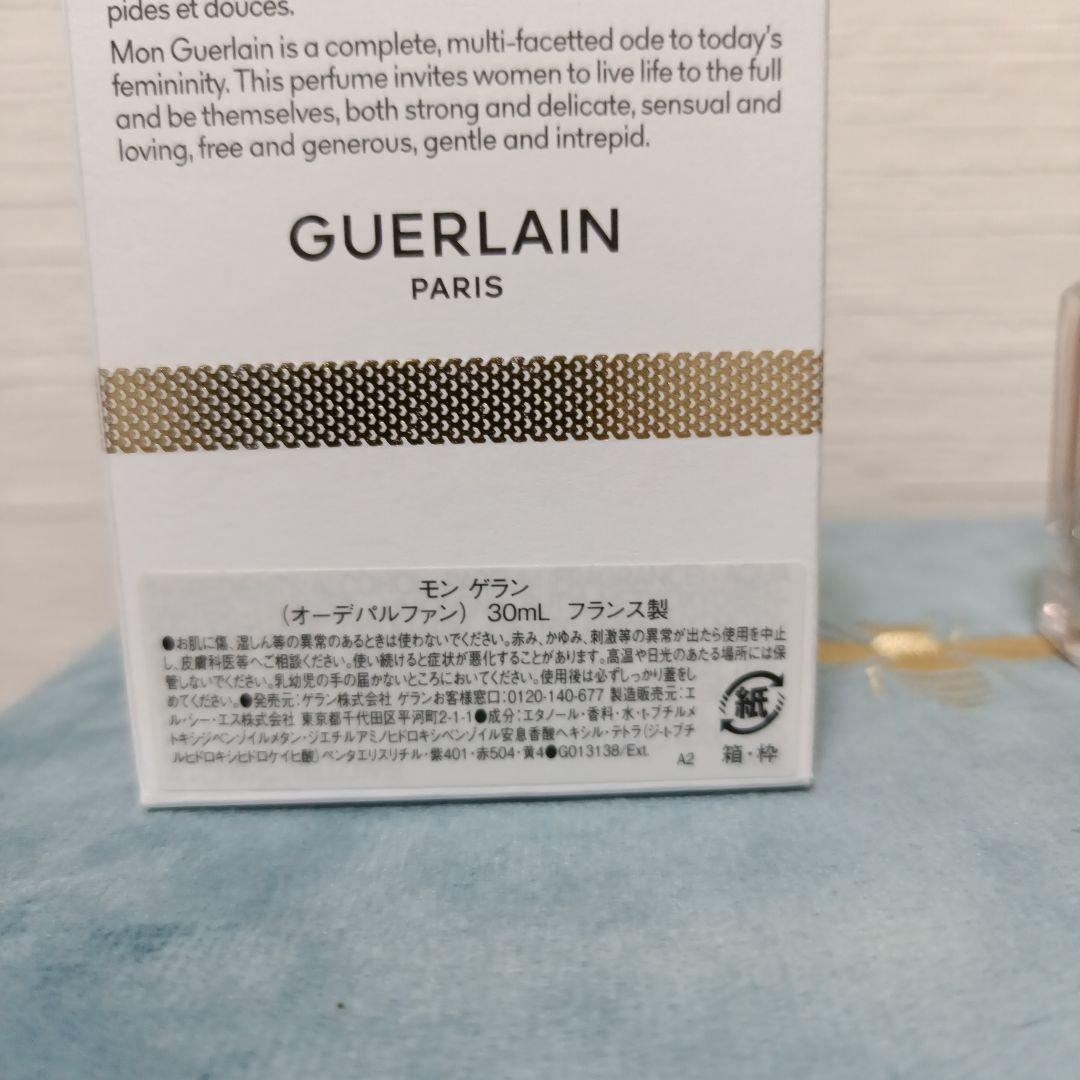 pides et douces.
Mon Guerlain is a complete, multi-facetted ode to today's
femininity. This perfume invites women to live life to the full
and be themselves, both strong and delicate, sensual and
loving, free and generous, gentle and intrepid.
GUERLAIN
PARIS
モン ゲラン
（オーデパルファン） 30mL フランス製
●お肌に傷、湿しん等の異常のあるときは使わないでください。赤み、かゆみ、刺激等の異常が出たら使用を中止
し、皮膚科医等へご相談ください。使い続けると症状が悪化することがあります。高温や日光のあたる場所には保
管しないでください。乳幼児の手の届かないところにおいてください。使用後は必ずしっかり蓋をし
めてください。●発売元：ゲラン株式会社 ゲランお客様窓口：0120-140-677 製造販売元：エ
ル・シー・エス株式会社 東京都千代田区平河町2-1-1●成分：エタノール・香料・水・t-ブチルメ
トキシジベンゾイルメタン・ジエチルアミノヒドロキシベンゾイル安息香酸ヘキシル・テトラ（ジ-t-ブチ
ルヒドロキシヒドロケイヒ酸）ペンタエリスリチル・紫401・赤504・黄4●G013138/Ext.
A2
紙
箱・枠